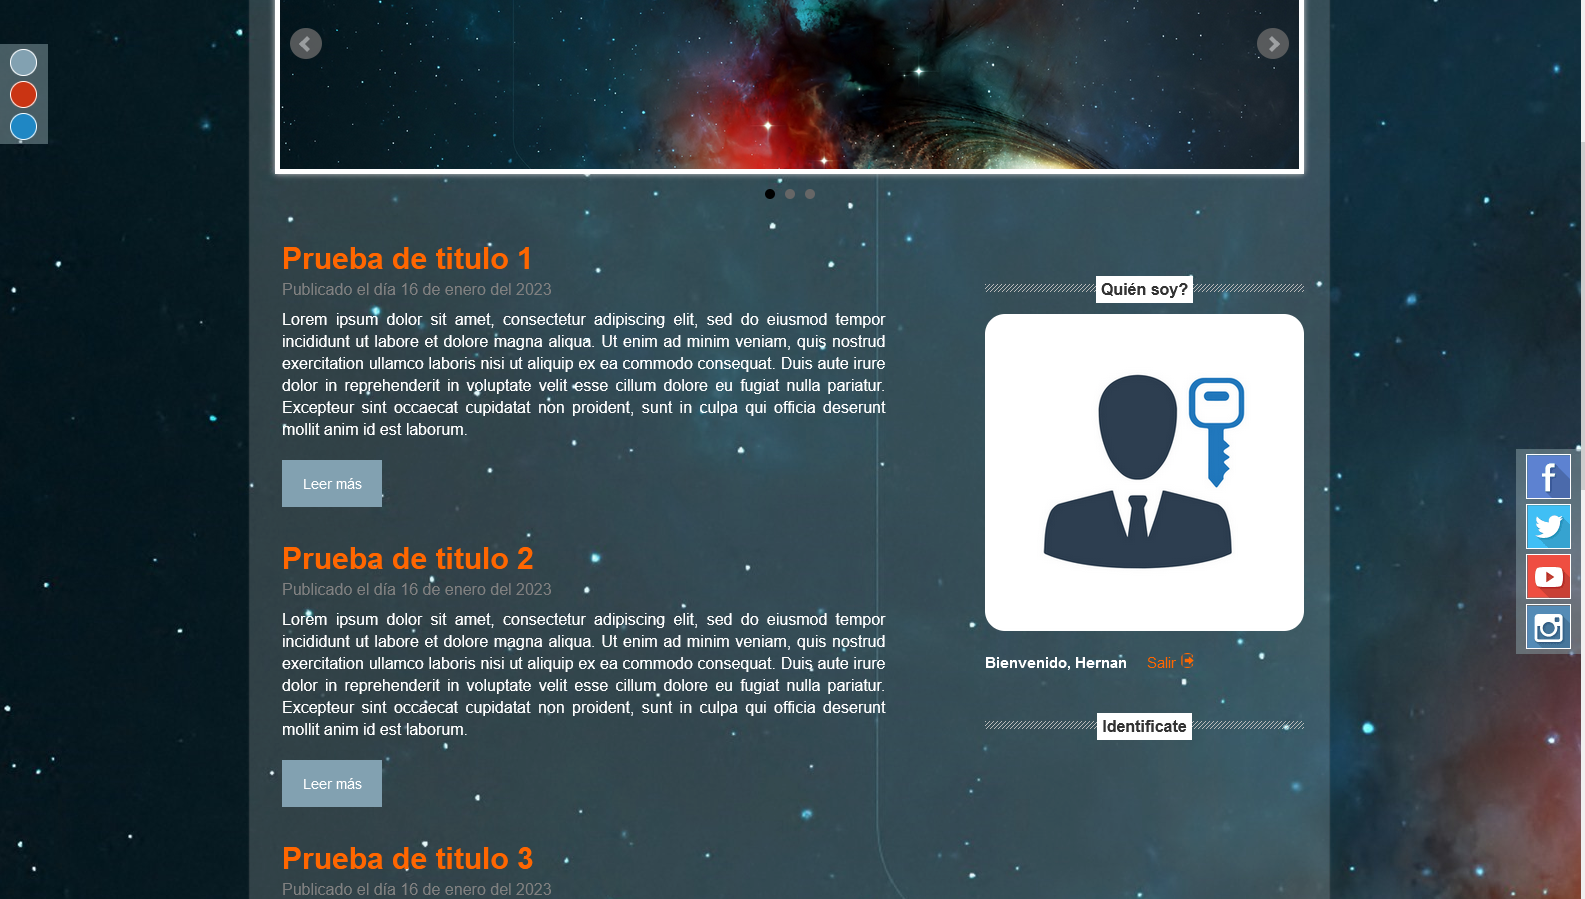 Prueba de titulo 1
Publicado el día 16 de enero del 2023
Lorem ipsum dolor sit amet, consectetur adipiscing elit, sed do eiusmod tempor
incididunt ut labore et dolore magna aliqua. Ut enim ad minim veniam, quis nostrud
exercitation ullamco laboris nisi ut aliquip ex ea commodo consequat. Duis aute irure
dolor in reprehenderit in voluptate velit esse cillum dolore eu fugiat nulla pariatur.
Excepteur sint occaecat cupidatat non proident, sunt in culpa qui officia deserunt
mollit anim id est laborum.
Leer más
Prueba de titulo 2
Publicado el día 16 de enero del 2023
Lorem ipsum dolor sit amet, consectetur adipiscing elit, sed do eiusmod tempor
incididunt ut labore et dolore magna aliqua. Ut enim ad minim veniam, quis nostrud
exercitation ullamco laboris nisi ut aliquip ex ea commodo consequat. Duis aute irure
dolor in reprehenderit in voluptate velit esse cillum dolore eu fugiat nulla pariatur.
Excepteur sint occaecat cupidatat non proident, sunt in culpa qui officia deserunt
mollit anim id est laborum.
Leer más
Prueba de titulo 3
Publicado el día 16 de enero del 2023
Quién soy?
Bienvenido, Hernan Salir
Identificate